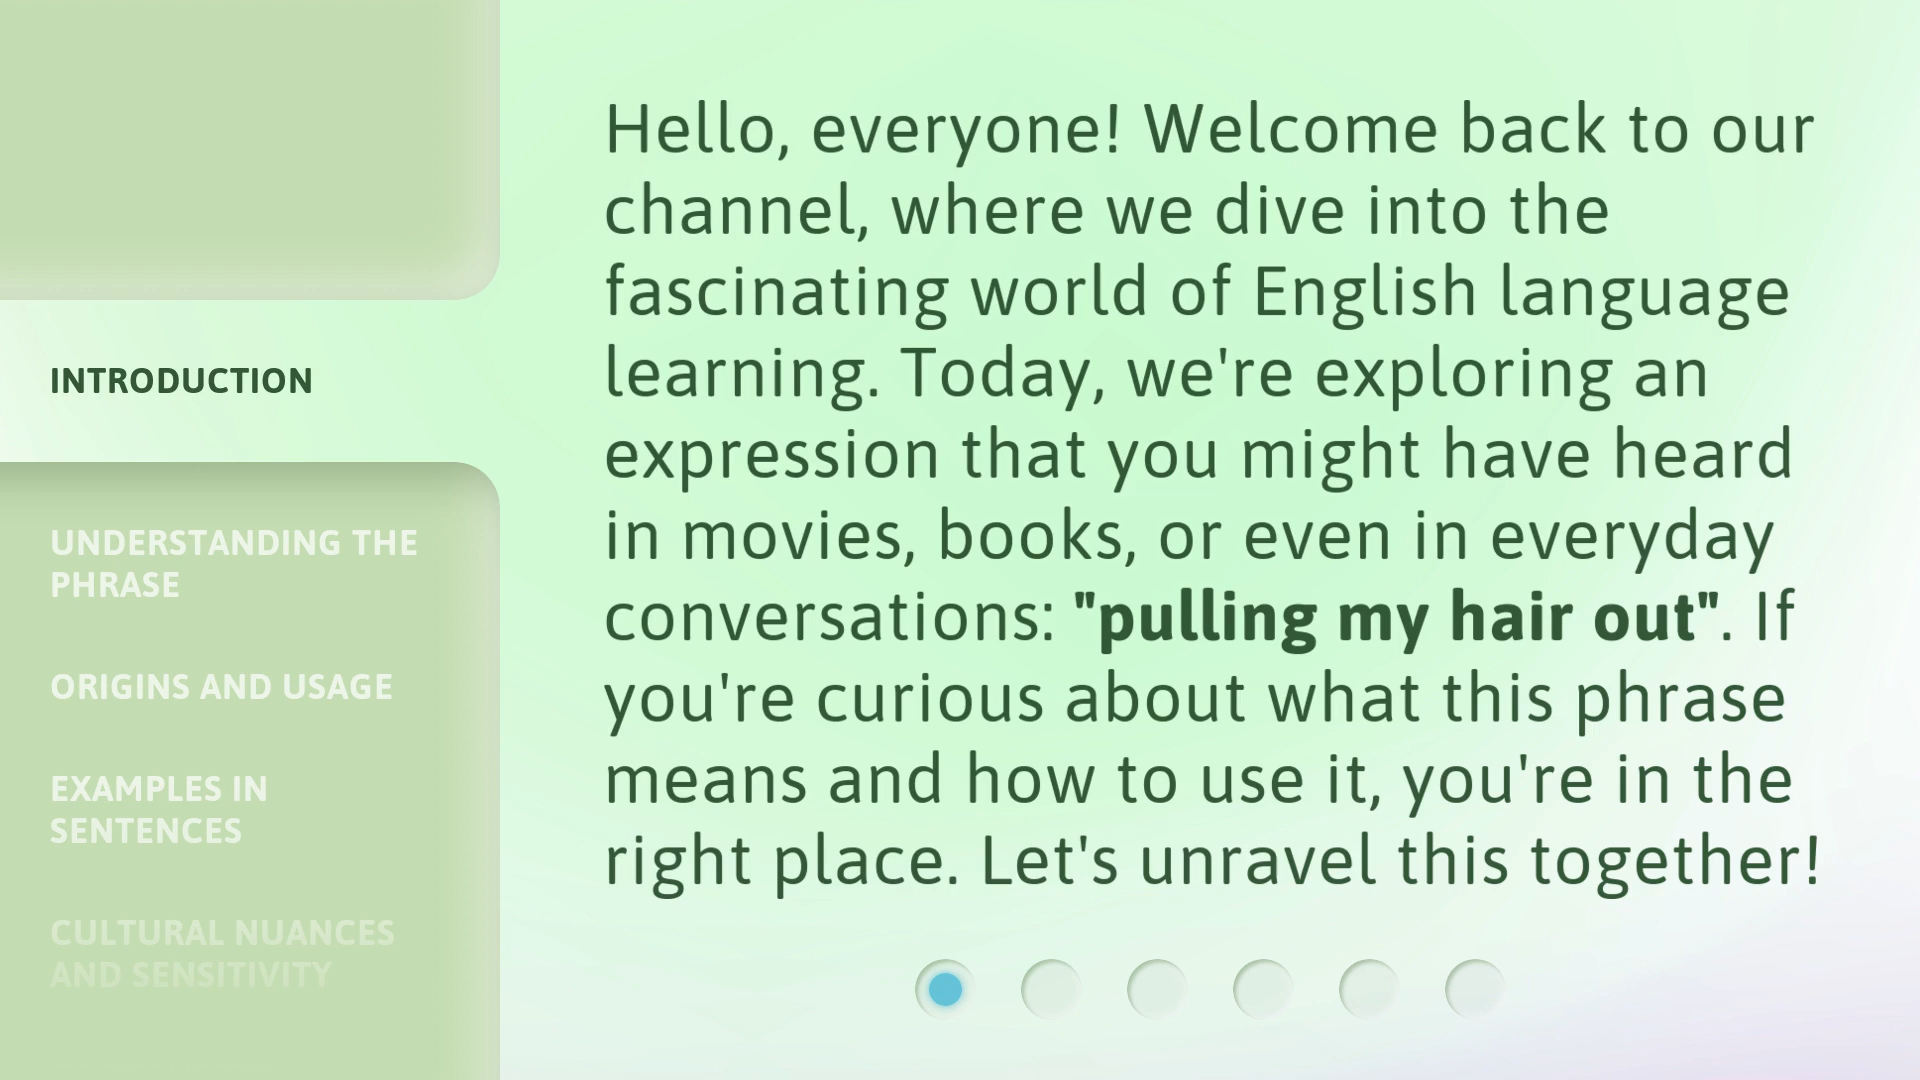 INTRODUCTION
UNDERSTANDING THE
PHRASE
ORIGINS AND USAGE
EXAMPLES IN
SENTENCES
CULTURAL NUANCES
AND SENSITIVITY
Hello, everyone! Welcome back to our
channel, where we dive into the
fascinating world of English language
learning. Today, we're exploring an
expression that you might have heard
in movies, books, or even in everyday
conversations: "pulling my hair out". If
you're curious about what this phrase
means and how to use it, you're in the
right place. Let's unravel this together!